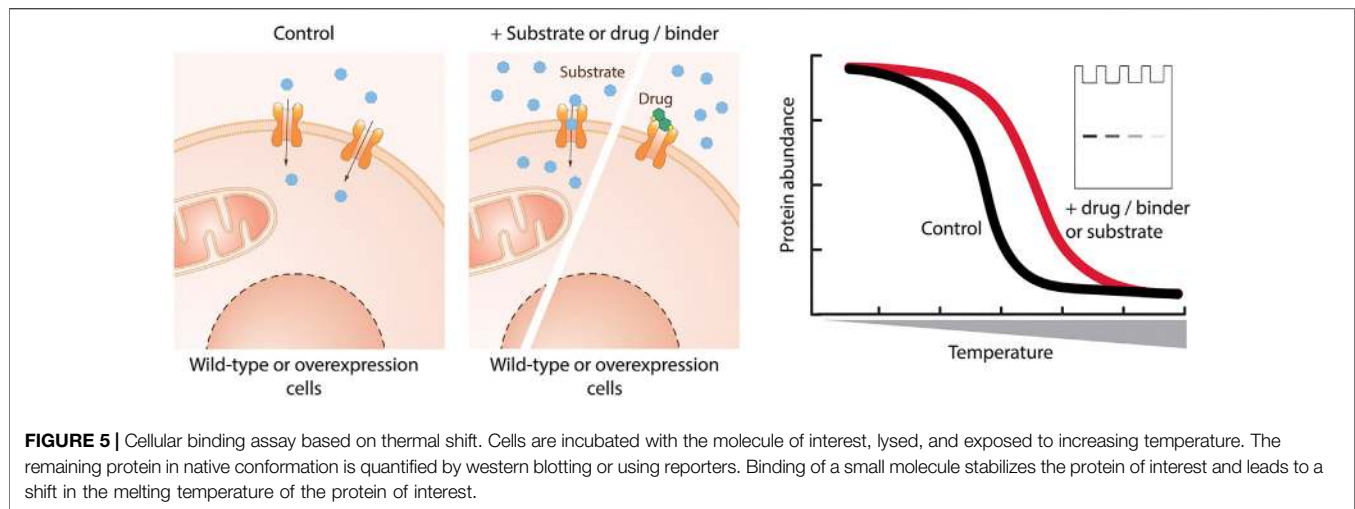 Control
+ Substrate or drug / binder
Substrate
Drug
Wild-type or overexpression
cells
Wild-type or overexpression
cells
Protein abundance
Control
+ drug / binder
or substrate
Temperature
FIGURE 5 | Cellular binding assay based on thermal shift. Cells are incubated with the molecule of interest, lysed, and exposed to increasing temperature. The
remaining protein in native conformation is quantified by western blotting or using reporters. Binding of a small molecule stabilizes the protein of interest and leads to a
shift in the melting temperature of the protein of interest.